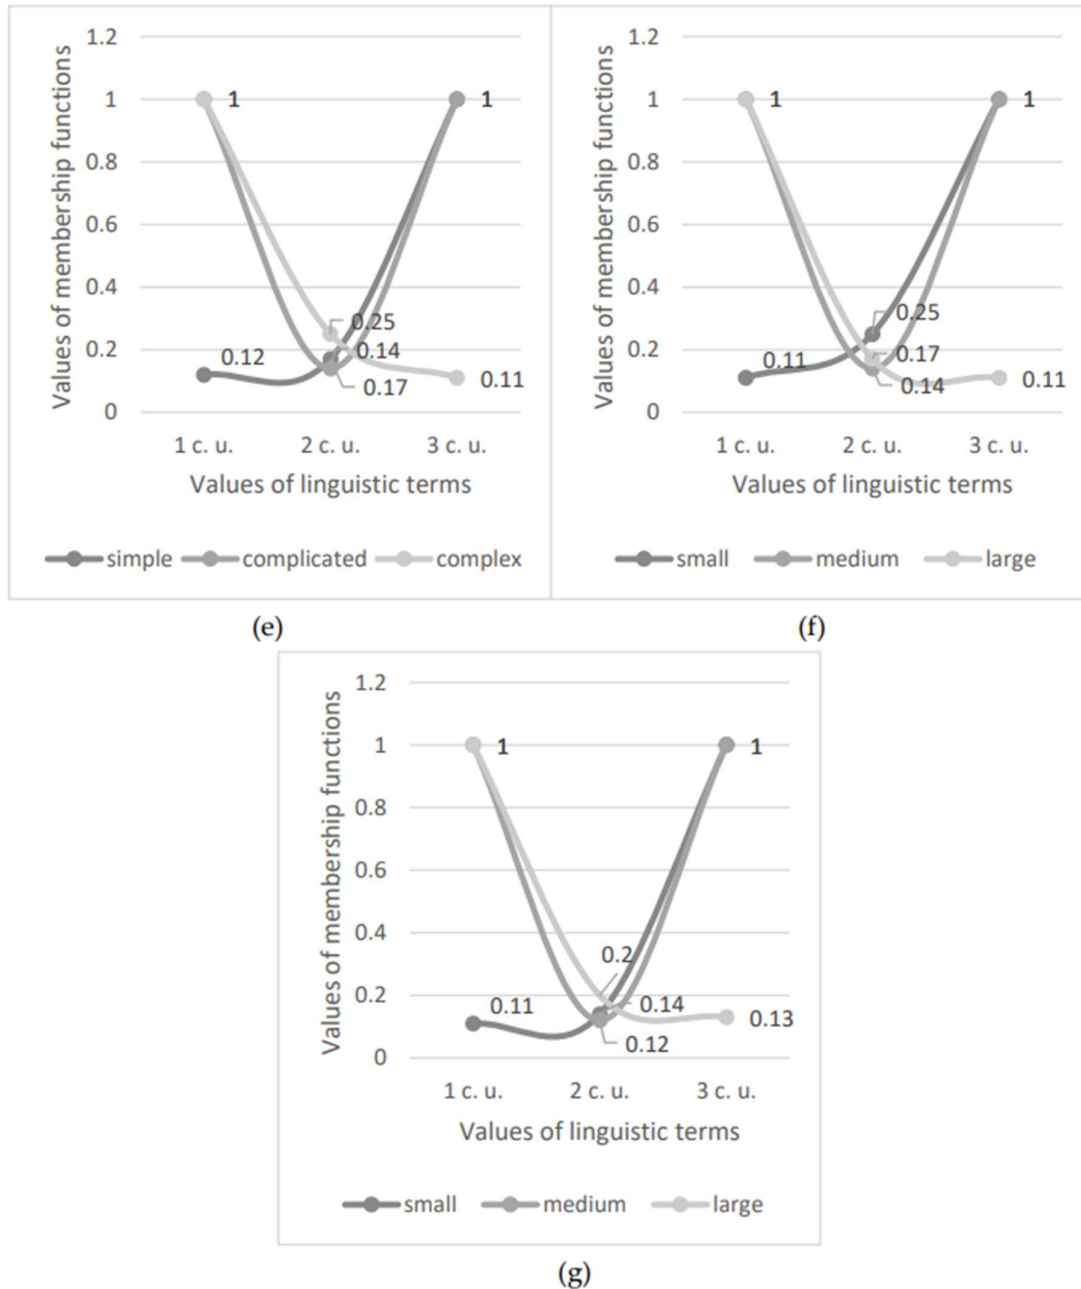 Values of membership functions
1.2
1
0.8
0.6
0.4
0.2
0
1
1
0.12
0.25
0.14
0.17
0.11
1 c. u. 2 c. u. 3 c. u.
Values of linguistic terms
simple complicated complex
(e)
Values of membership functions
1.2
1
0.8
0.6
0.4
0.2
0
1
1
0.11
0.25
0.17
0.14
0.11
1 c. u. 2 c. u. 3 c. u.
Values of linguistic terms
small medium large
(f)
Values of membership functions
1.2
1
0.8
0.6
0.4
0.2
0
1
1
0.11
0.2
0.14
0.12
0.13
1 c. u. 2 c. u. 3 c. u.
Values of linguistic terms
small medium large
(g)